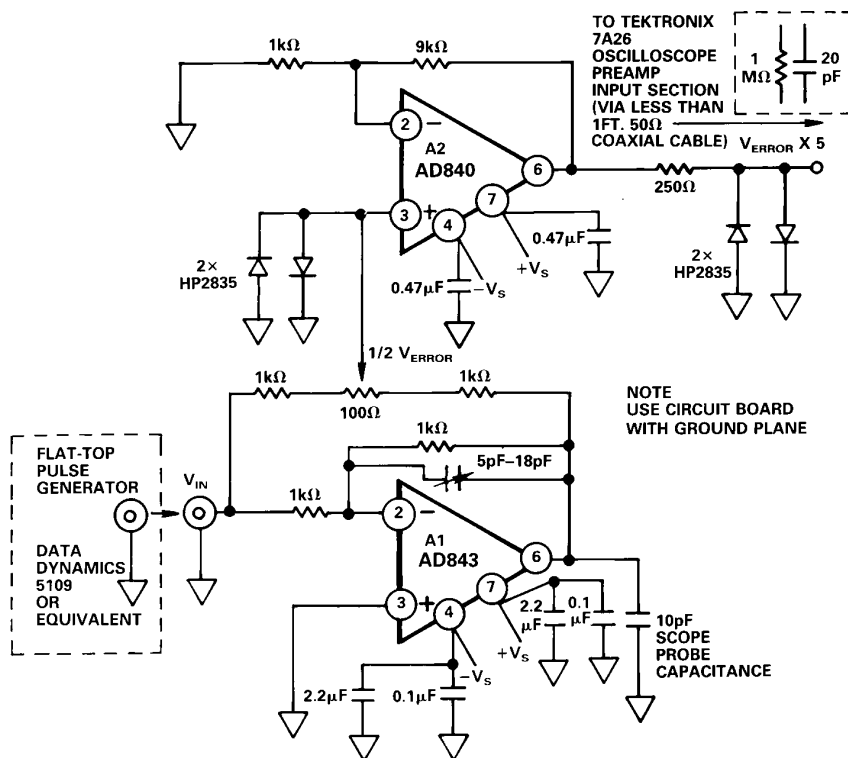 1kΩ
9kΩ
TO TEKTRONIX
7A26
OSCILLOSCOPE
PREAMP
INPUT SECTION
(VIA LESS THAN
1FT. 50Ω
COAXIAL CABLE)
1
MΩ
20
pF
VERROR X 5
2
−
A2
AD840
6
7
3
+
4
250Ω
0.47µF
+VS
−VS
0.47µF
2×
HP2835
2×
HP2835
1/2 VERROR
1kΩ
100Ω
1kΩ
NOTE
USE CIRCUIT BOARD
WITH GROUND PLANE
1kΩ
5pF–18pF
FLAT-TOP
PULSE
GENERATOR
DATA
DYNAMICS
5109
OR
EQUIVALENT
VIN
1kΩ
2
−
A1
AD843
6
7
3
+
4
2.2
µF
0.1
µF
+VS
−VS
10pF
SCOPE
PROBE
CAPACITANCE
2.2µF
0.1µF